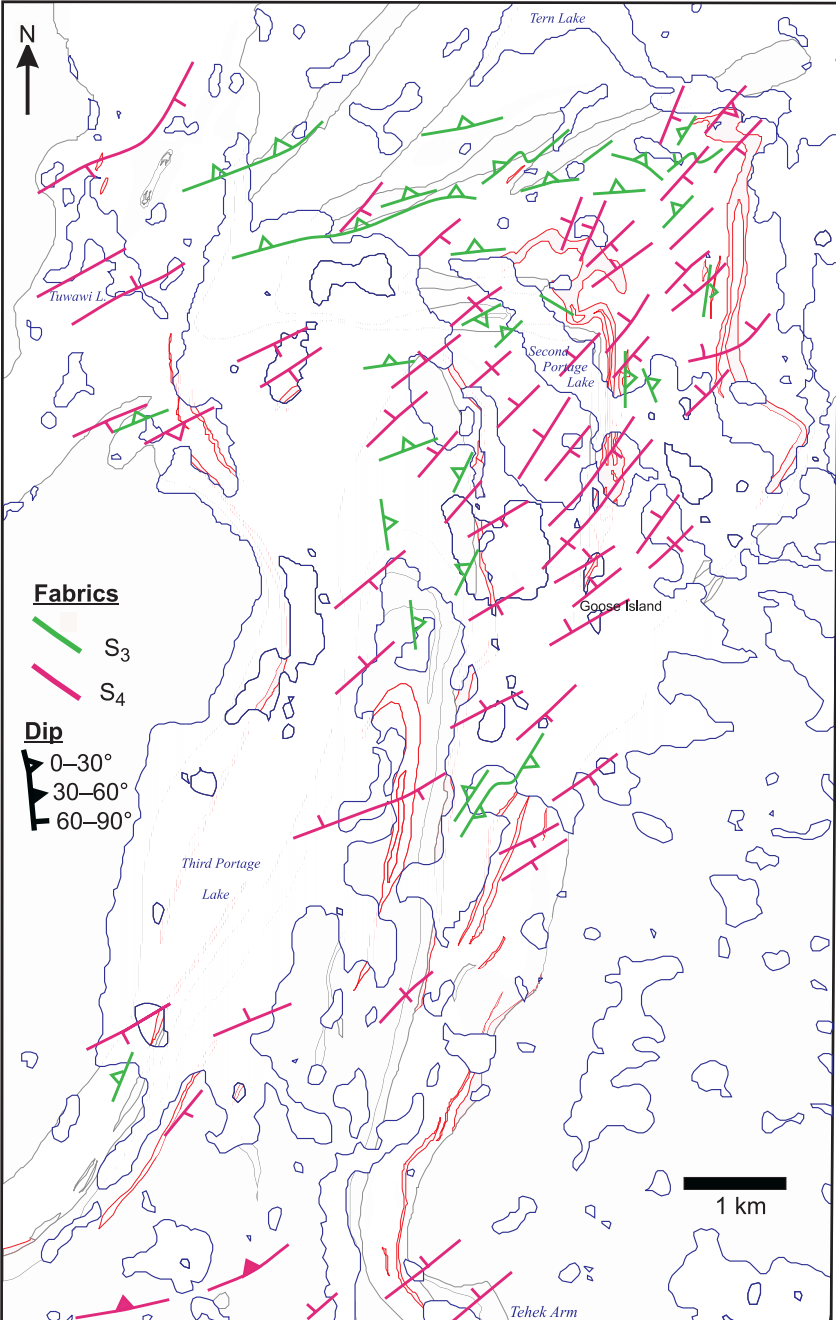 Tern Lake
N
Tuwawi L.
Second
Portage
Lake
Goose Island
Fabrics
S3
S4
Dip
0–30°
30–60°
60–90°
Third Portage
Lake
1 km
Tehek Arm